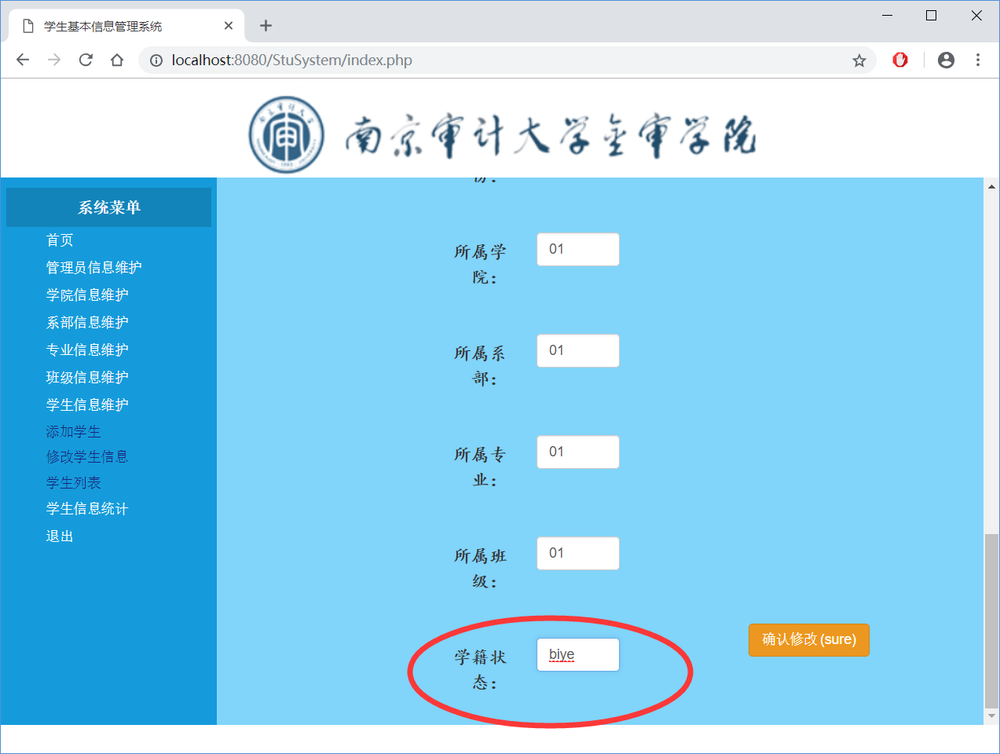 学生基本信息管理系统
localhost:8080/StuSystem/index.php
南京审计大学金审学院
系统菜单
首页
管理员信息维护
学院信息维护
系部信息维护
专业信息维护
班级信息维护
学生信息维护
添加学生
修改学生信息
学生列表
学生信息统计
退出
份：
所属学
院：
01
所属系
部：
01
所属专
业：
01
所属班
级：
01
学籍状
态：
biye
确认修改(sure)